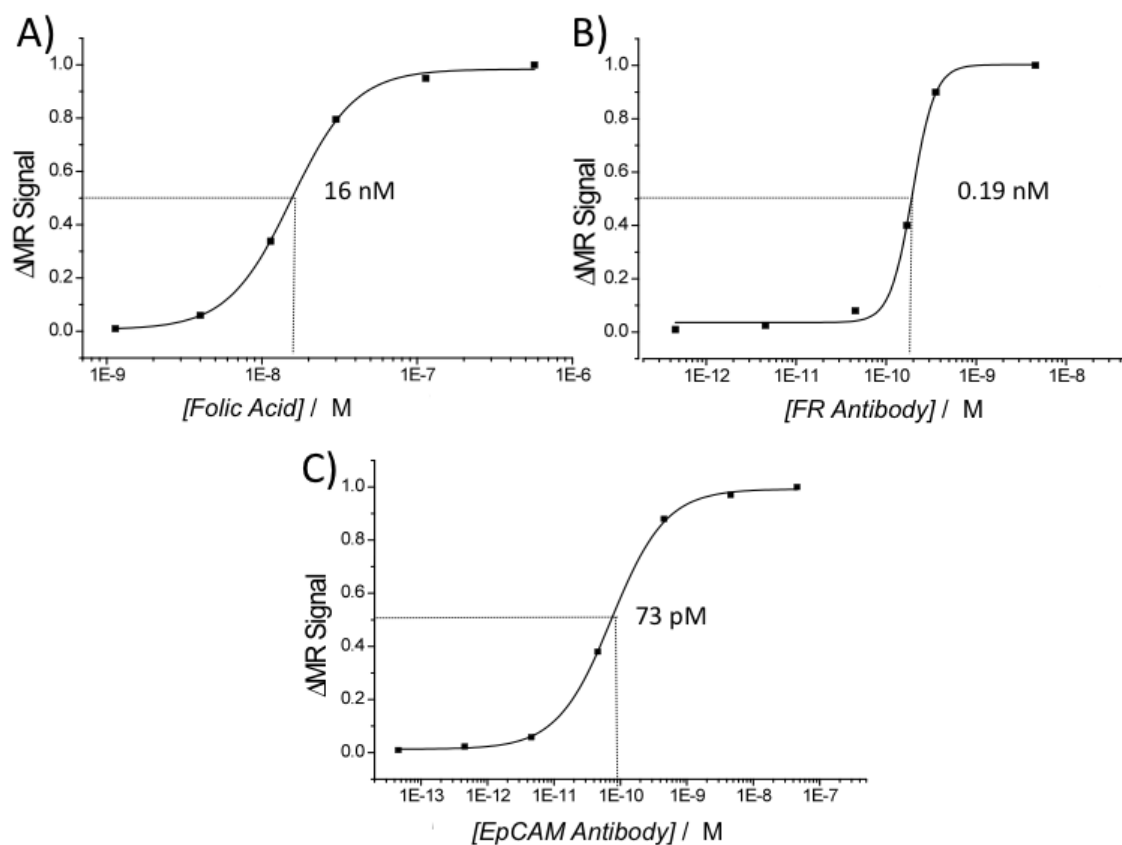 A)
1.0
0.8
0.6
0.4
0.2
0.0
ΔMR Signal
16 nM
1E-9 1E-8 1E-7 1E-6
[Folic Acid] / M
B)
1.0
0.8
0.6
0.4
0.2
0.0
ΔMR Signal
0.19 nM
1E-12 1E-11 1E-10 1E-9 1E-8
[FR Antibody] / M
C)
1.0
0.8
0.6
0.4
0.2
0.0
ΔMR Signal
73 pM
1E-13 1E-12 1E-11 1E-10 1E-9 1E-8 1E-7
[EpCAM Antibody] / M